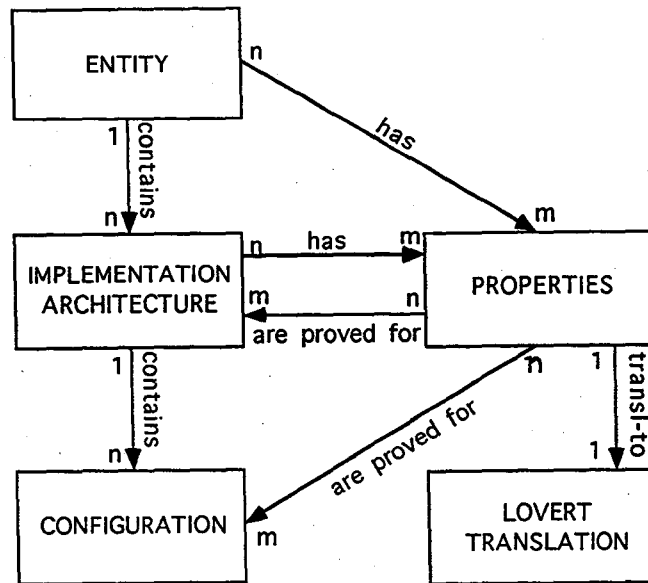 ENTITY
n
has
m
1
contains
n
IMPLEMENTATION
ARCHITECTURE
n
has
m
m
are proved for
n
PROPERTIES
1
contains
n
n
are proved for
m
1
transl-to
1
CONFIGURATION
LOVERT
TRANSLATION